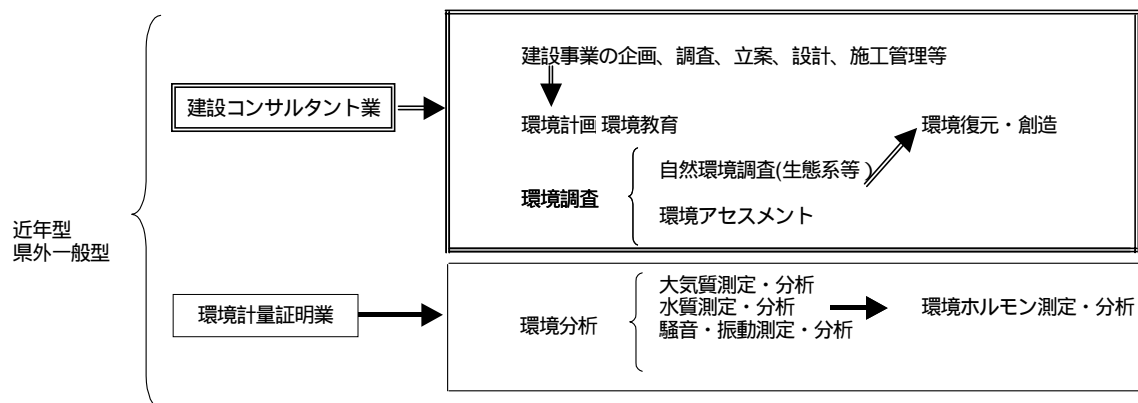 建設事業の企画、調査、立案、設計、施工管理等
建設コンサルタント業
環境計画 環境教育
環境復元・創造
自然環境調査(生態系等)
環境調査
環境アセスメント
近年型
県外一般型
大気質測定・分析
環境計量証明業
水質測定・分析
環境ホルモン測定・分析
環境分析
騒音・振動測定・分析